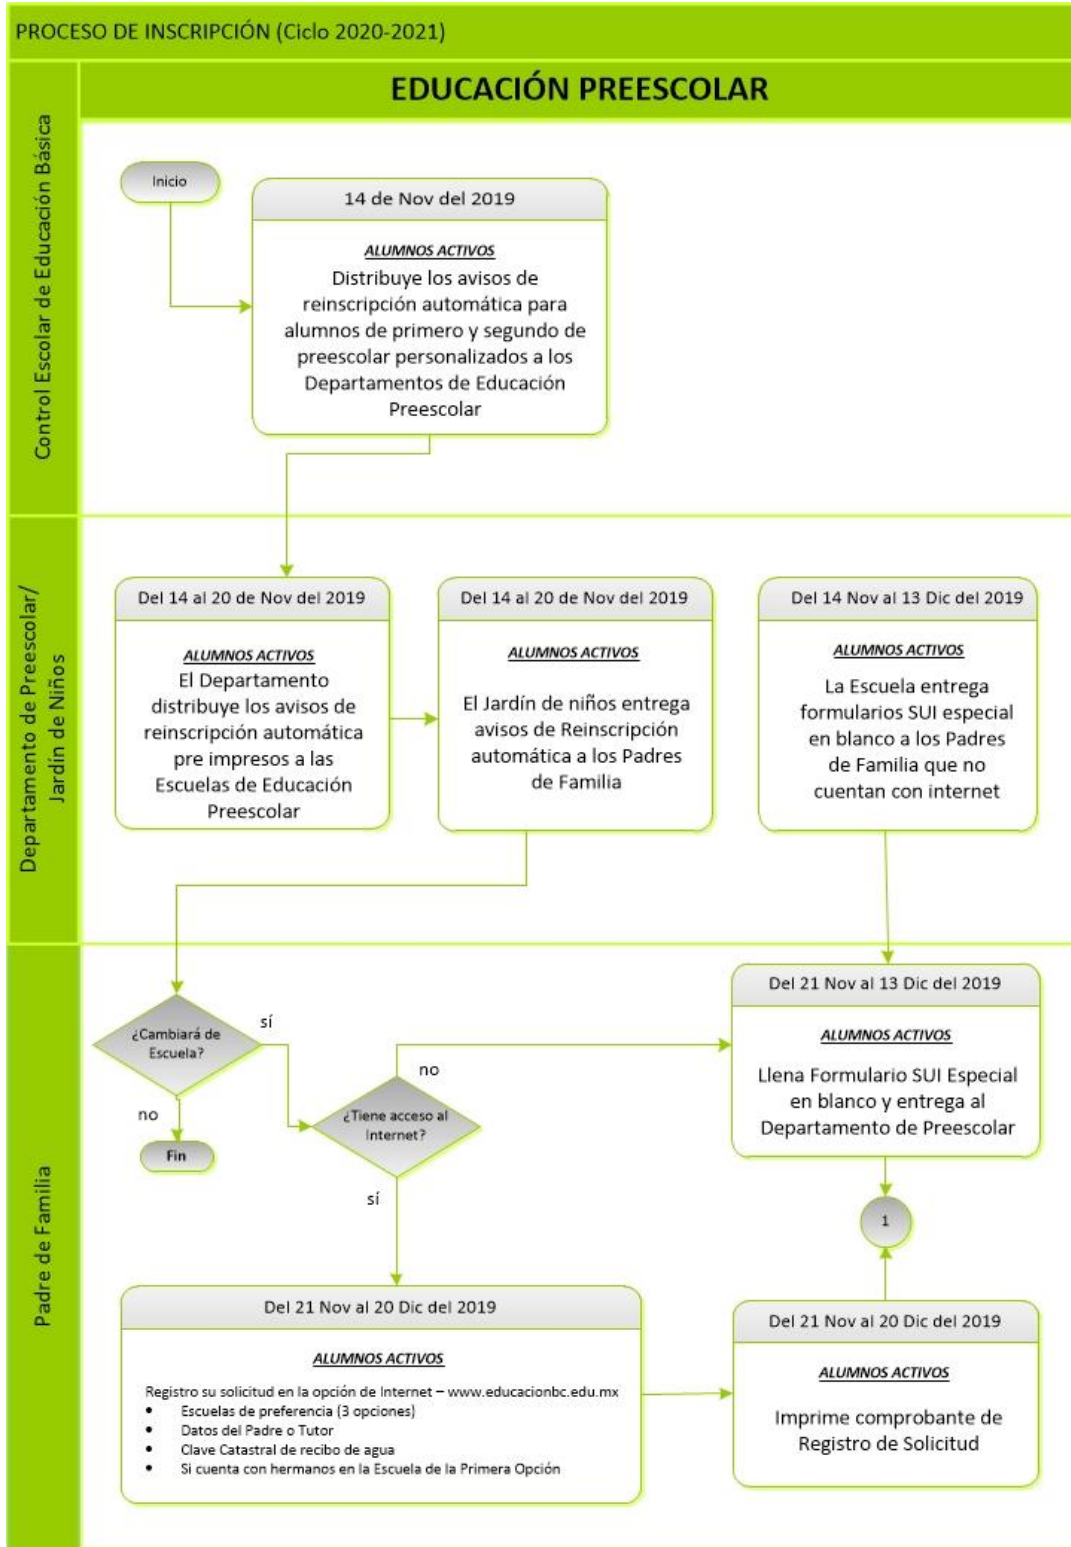 PROCESO DE INSCRIPCIÓN (Ciclo 2020-2021)
EDUCACIÓN PREESCOLAR
Control Escolar de Educación Básica
Inicio
14 de Nov del 2019
ALUMNOS ACTIVOS
Distribuye los avisos de
reinscripción automática para
alumnos de primero y segundo de
preescolar personalizados a los
Departamentos de Educación
Preescolar
Departamento de Preescolar/
Jardín de Niños
Del 14 al 20 de Nov del 2019
ALUMNOS ACTIVOS
El Departamento
distribuye los avisos de
reinscripción automática
pre impresos a las
Escuelas de Educación
Preescolar
Del 14 al 20 de Nov del 2019
ALUMNOS ACTIVOS
El Jardín de niños entrega
avisos de Reinscripción
automática a los Padres
de Familia
Del 14 Nov al 13 Dic del 2019
ALUMNOS ACTIVOS
La Escuela entrega
formularios SUI especial
en blanco a los Padres
de Familia que no
cuentan con internet
Padre de Familia
¿Cambiará de
Escuela?
sí
no
Fin
¿Tiene acceso al
Internet?
no
sí
Del 21 Nov al 13 Dic del 2019
ALUMNOS ACTIVOS
Llena Formulario SUI Especial
en blanco y entrega al
Departamento de Preescolar
1
Del 21 Nov al 20 Dic del 2019
ALUMNOS ACTIVOS
Registro su solicitud en la opción de Internet – www.educacionbc.edu.mx
• Escuelas de preferencia (3 opciones)
• Datos del Padre o Tutor
• Clave Catastral de recibo de agua
• Si cuenta con hermanos en la Escuela de la Primera Opción
Del 21 Nov al 20 Dic del 2019
ALUMNOS ACTIVOS
Imprime comprobante de
Registro de Solicitud